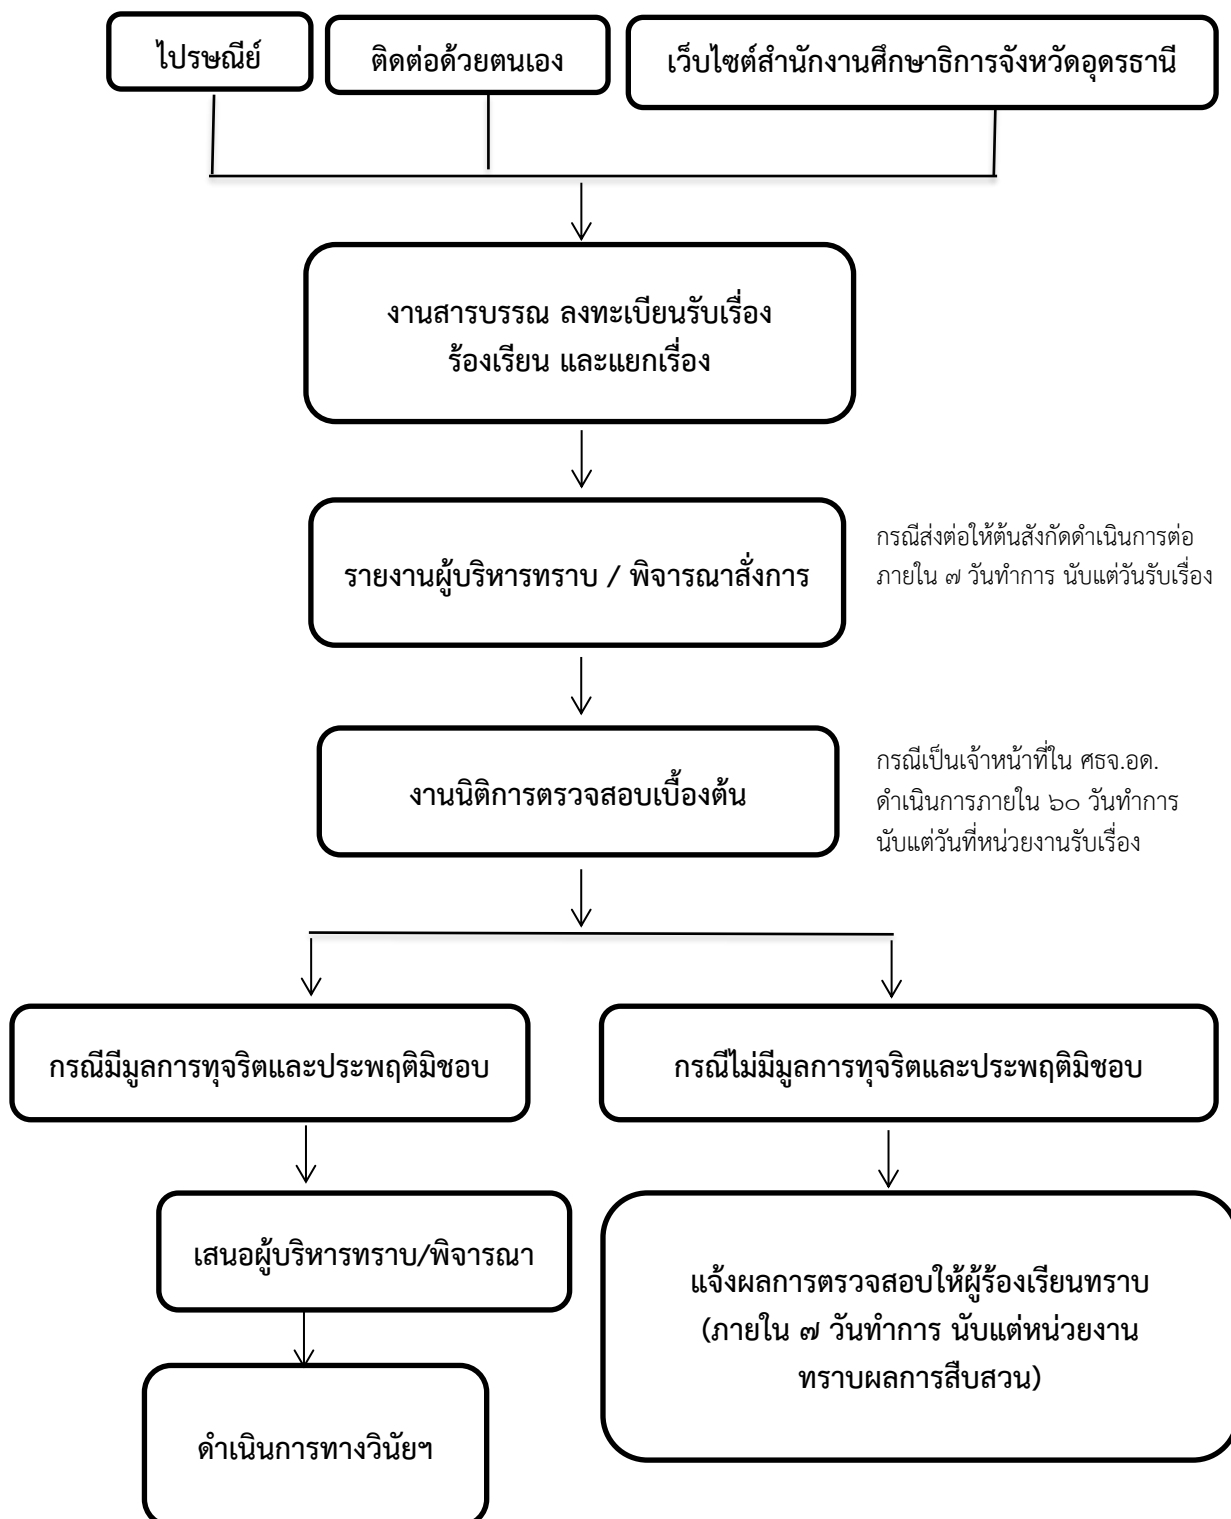 ไปรษณีย์
ติดต่อด้วยตนเอง
เว็บไซต์สำนักงานศึกษาธิการจังหวัดอุดรธานี
งานสารบรรณ ลงทะเบียนรับเรื่อง
ร้องเรียน และแยกเรื่อง
รายงานผู้บริหารทราบ / พิจารณาสั่งการ
กรณีส่งต่อให้ต้นสังกัดดำเนินการต่อ
ภายใน ๗ วันทำการ นับแต่วันรับเรื่อง
งานนิติการตรวจสอบเบื้องต้น
กรณีเป็นเจ้าหน้าที่ใน ศธจ.อด.
ดำเนินการภายใน ๖๐ วันทำการ
นับแต่วันที่หน่วยงานรับเรื่อง
กรณีมีมูลการทุจริตและประพฤติมิชอบ
กรณีไม่มีมูลการทุจริตและประพฤติมิชอบ
เสนอผู้บริหารทราบ/พิจารณา
แจ้งผลการตรวจสอบให้ผู้ร้องเรียนทราบ
(ภายใน ๗ วันทำการ นับแต่หน่วยงาน
ทราบผลการสืบสวน)
ดำเนินการทางวินัยฯ